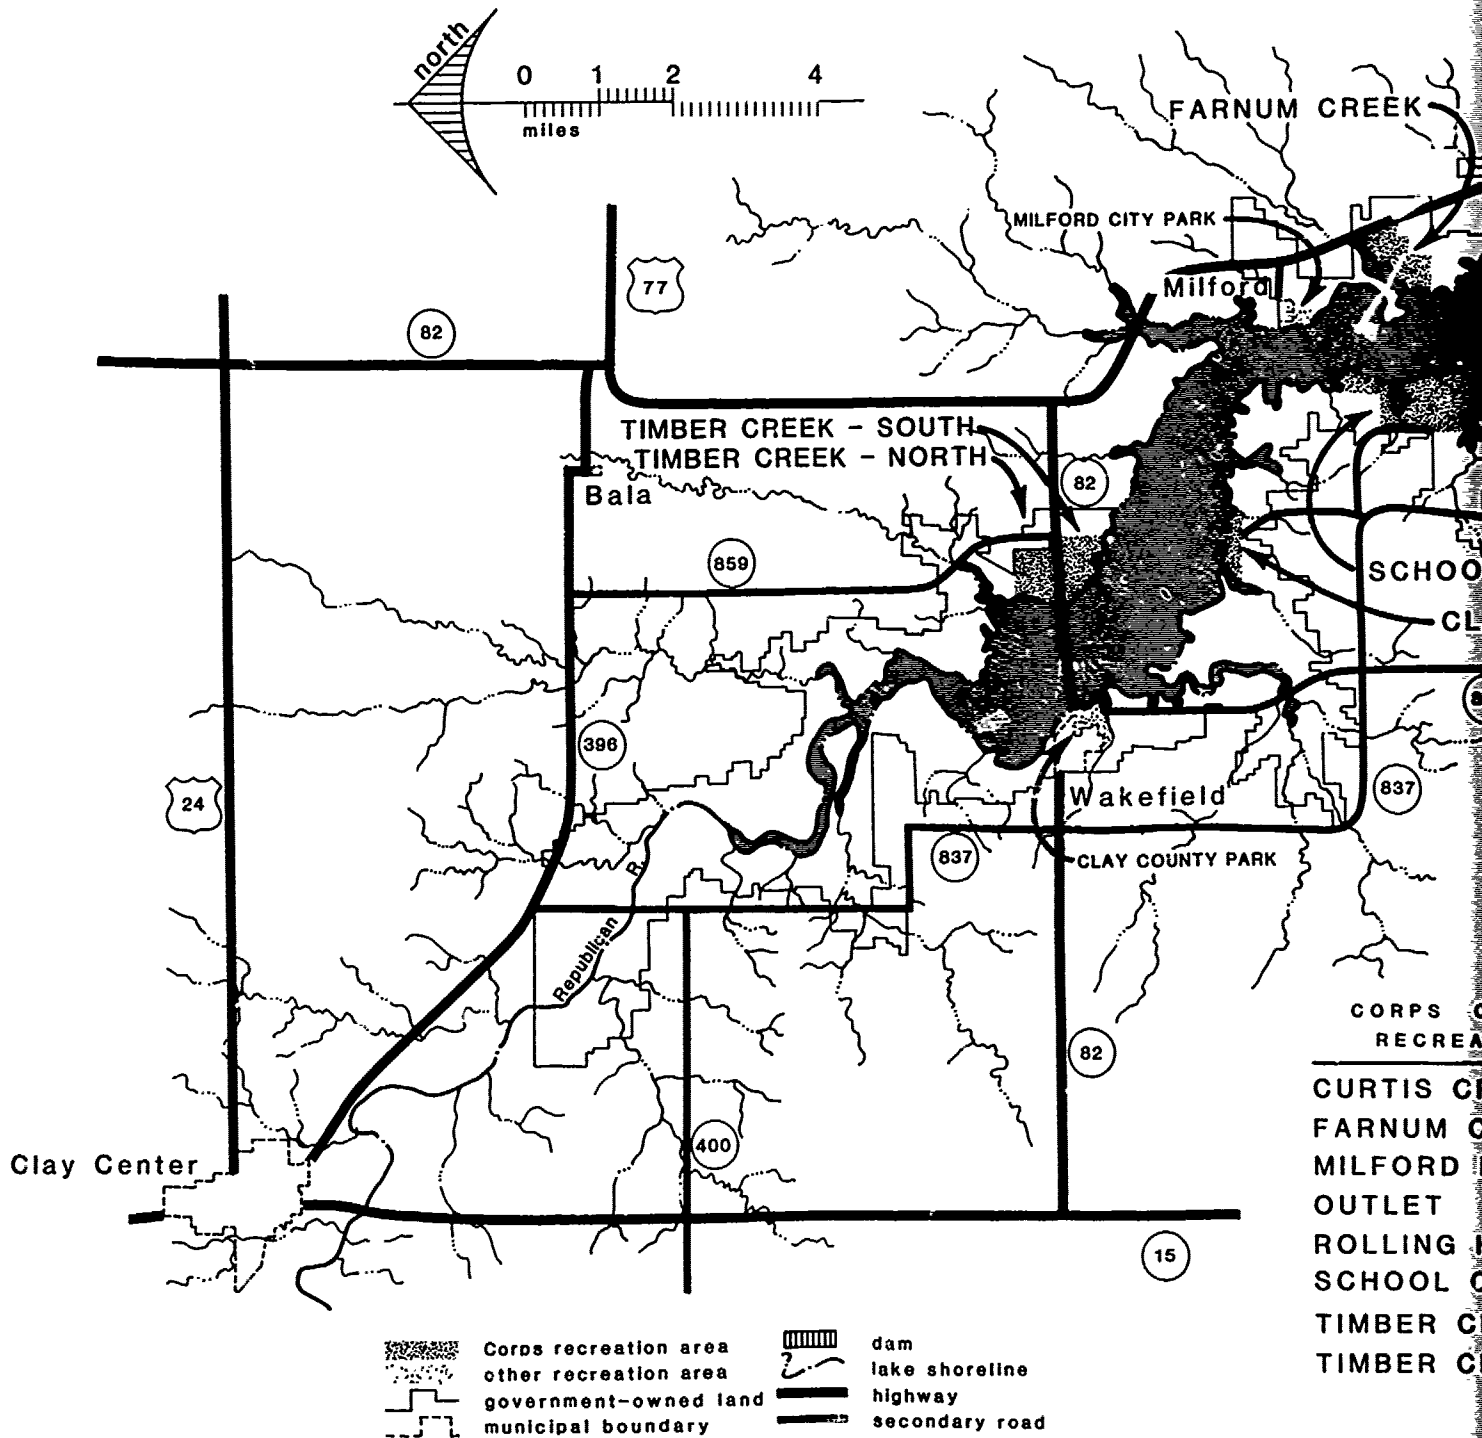 north
0 1 2 4
miles
FARNUM CREEK
MILFORD CITY PARK
77
Milford
82
TIMBER CREEK - SOUTH
TIMBER CREEK - NORTH
82
Bala
859
SCHOO
CL
396
24
Wakefield
837
837
CLAY COUNTY PARK
R.
Republican
CORPS
RECREA
82
CURTIS
FARNUM
400
Clay Center
MILFORD
OUTLET
ROLLING
15
SCHOOL
TIMBER
TIMBER
Corps recreation area
other recreation area
government-owned land
municipal boundary
dam
lake shoreline
highway
secondary road